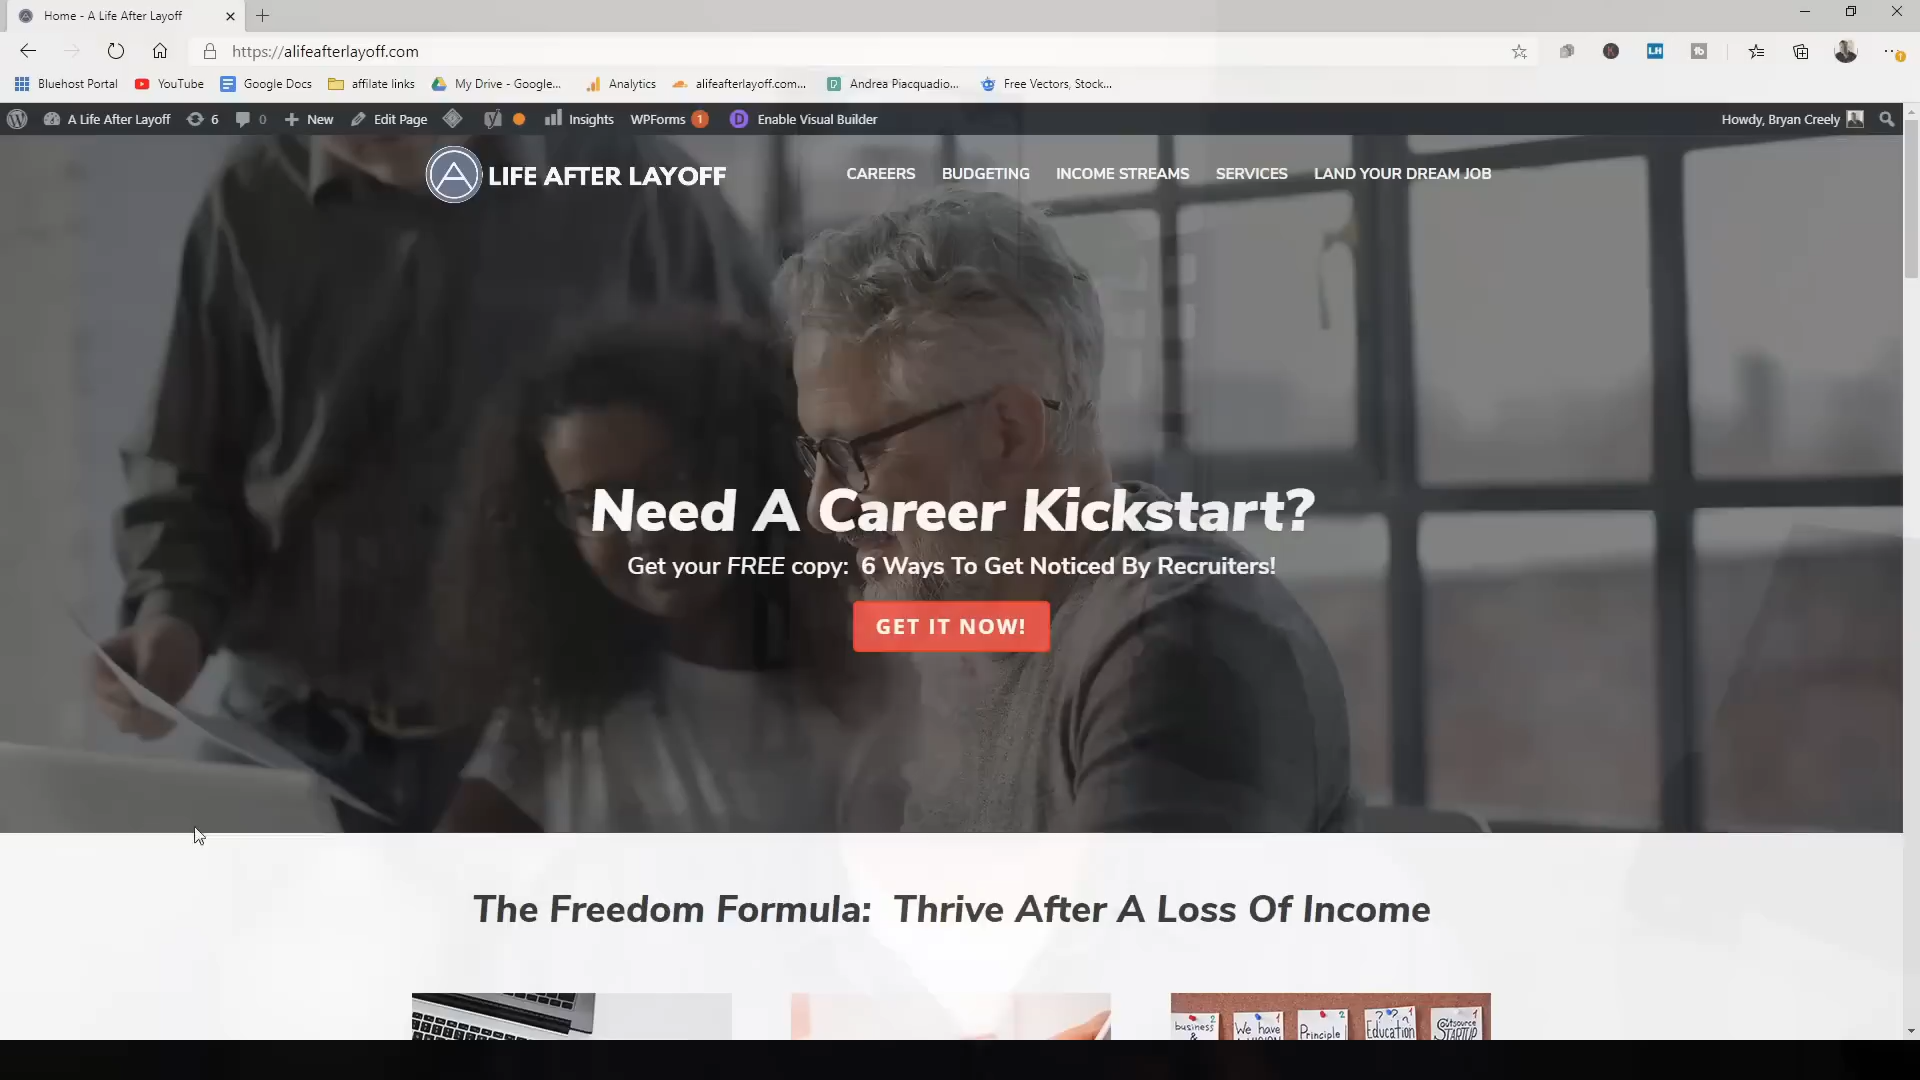 Home - A Life After Layoff
https://alifeafterlayoff.com
Bluehost Portal
YouTube
Google Docs
affilate links
My Drive - Google...
Analytics
alifeafterlayoff.com...
Andrea Piacquadio...
Free Vectors, Stock...
A Life After Layoff
6
0
New
Edit Page
Insights
WPForms 1
Enable Visual Builder
Howdy, Bryan Creely
A LIFE AFTER LAYOFF
CAREERS
BUDGETING
INCOME STREAMS
SERVICES
LAND YOUR DREAM JOB
Need A Career Kickstart?
Get your FREE copy: 6 Ways To Get Noticed By Recruiters!
GET IT NOW!
The Freedom Formula: Thrive After A Loss Of Income
business
&
We have
Principle
Education
Outsource
STARTUP